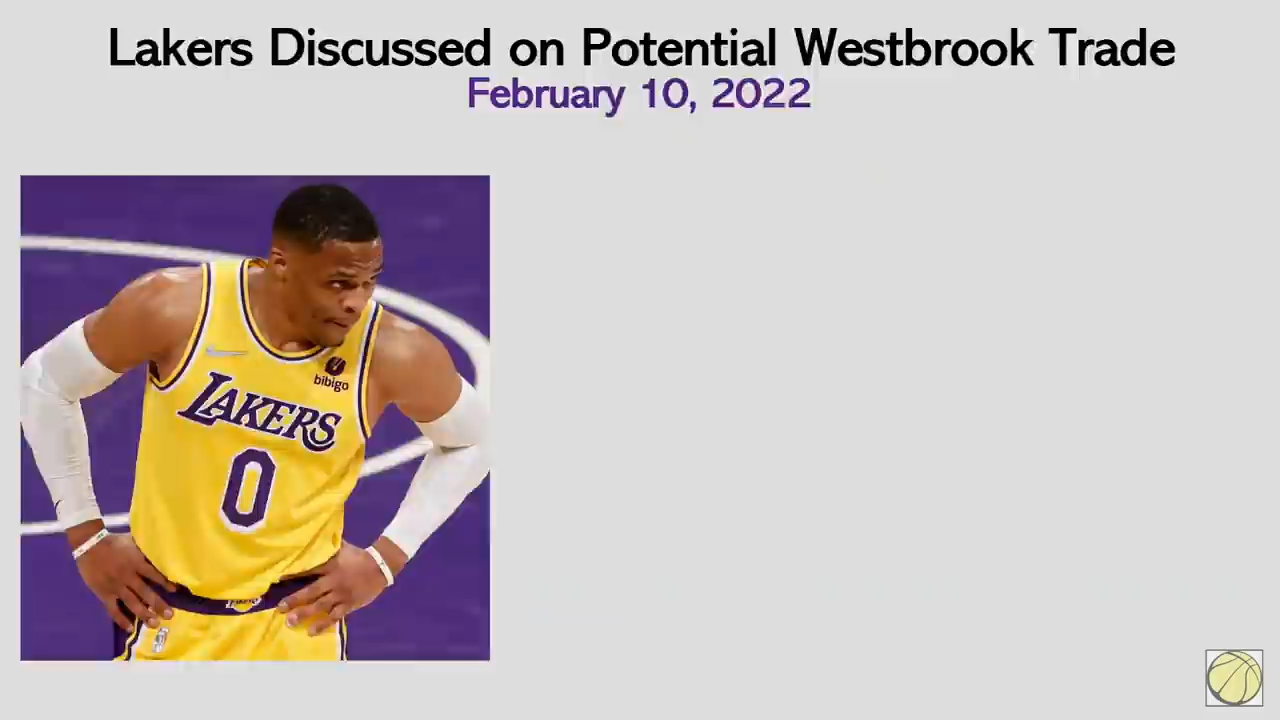 Lakers Discussed on Potential Westbrook Trade
February 10, 2022
bibigo
LAKERS
0